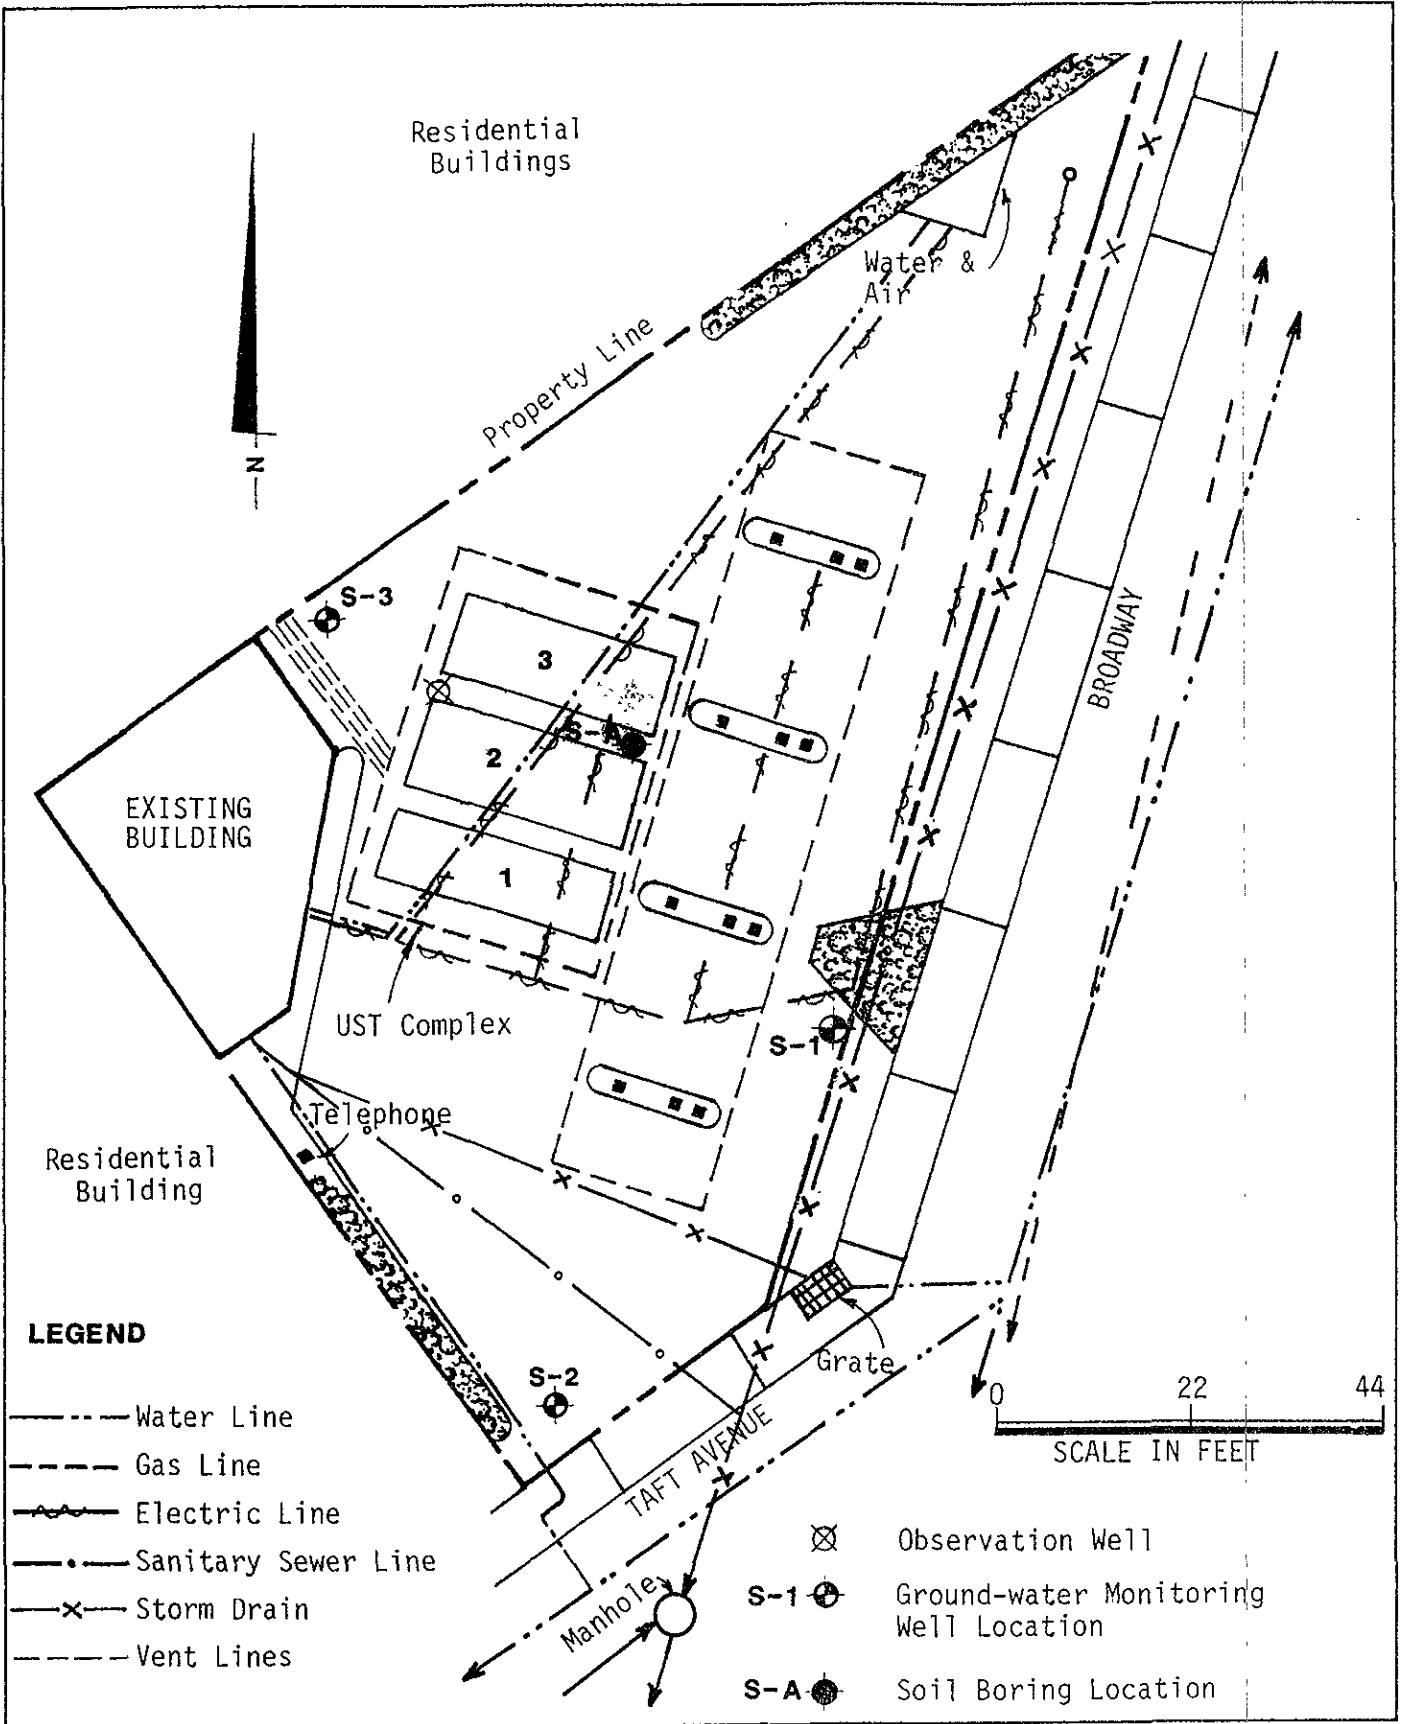 Residential
Buildings
Water &
Air
Property Line
N
S-3
3
S-A
2
BROADWAY
EXISTING
BUILDING
1
UST Complex
S-1
Telephone
Residential
Building
LEGEND
Grate
S-2
0 22 44
SCALE IN FEET
Water Line
Gas Line
TAFT AVENUE
Electric Line
Observation Well
Sanitary Sewer Line
S-1 Ground-water Monitoring
Well Location
Storm Drain
Manhole
Vent Lines
S-A Soil Boring Location